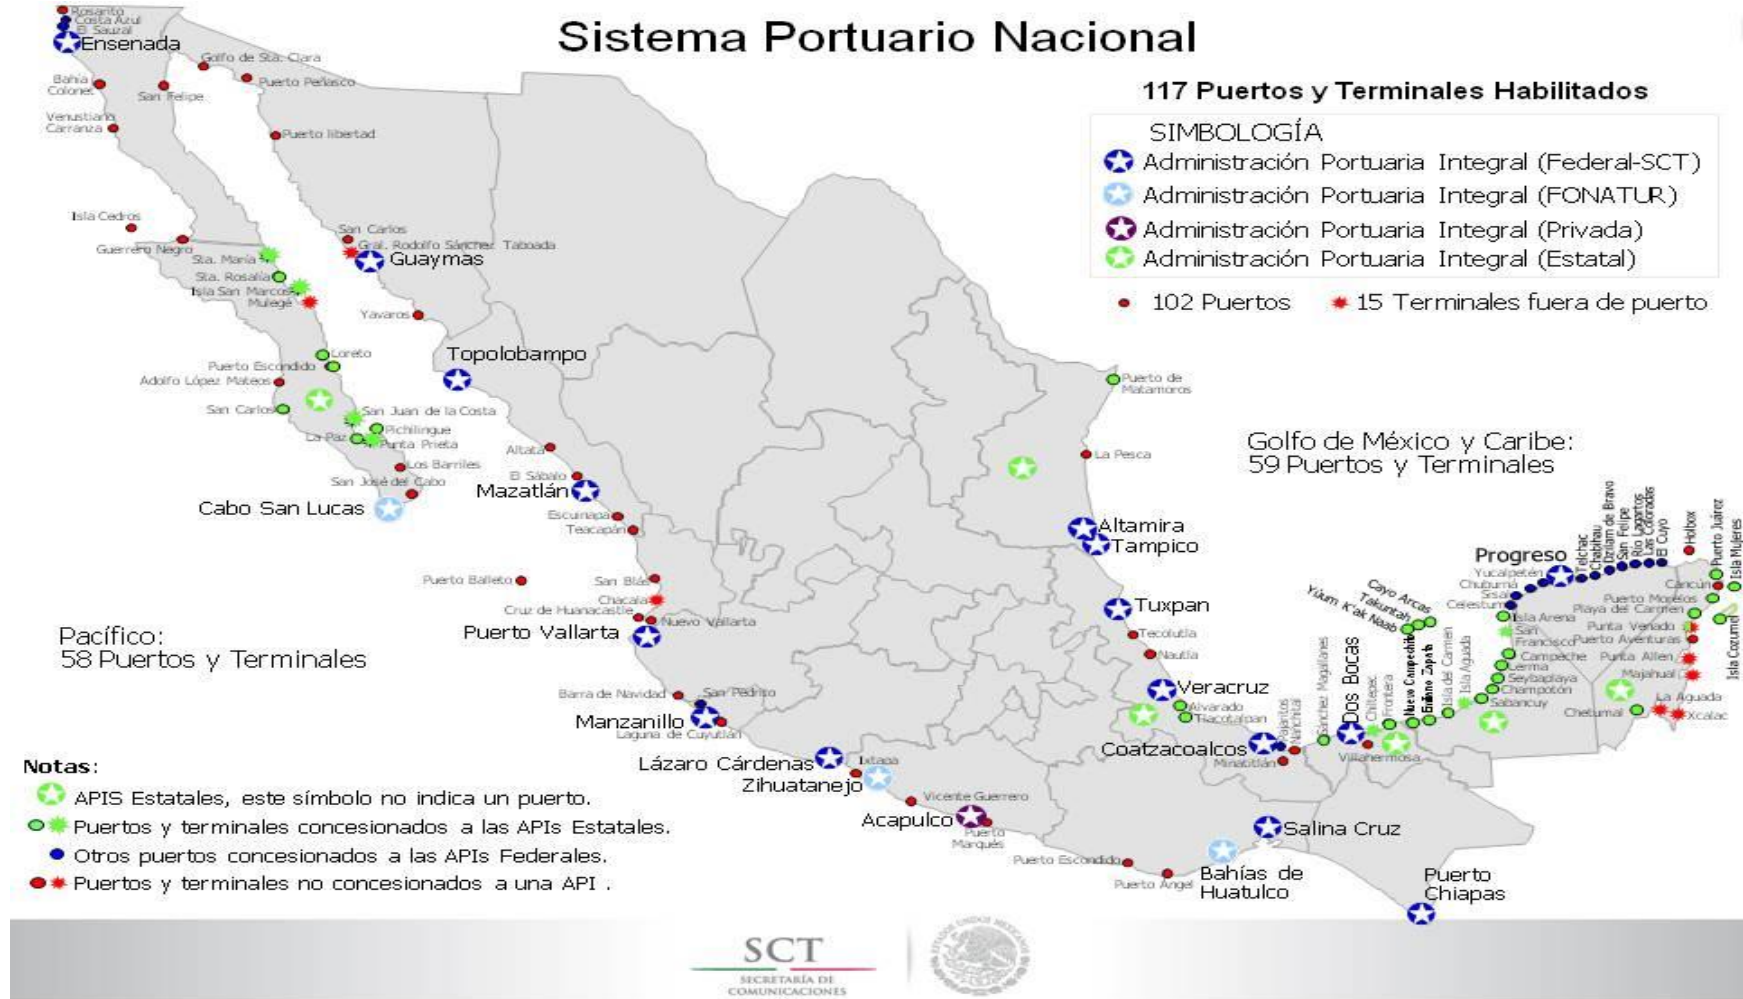 Sistema Portuario Nacional
117 Puertos y Terminales Habilitados
SIMBOLOGÍA
Administración Portuaria Integral (Federal-SCT)
Administración Portuaria Integral (FONATUR)
Administración Portuaria Integral (Privada)
Administración Portuaria Integral (Estatal)
102 Puertos
15 Terminales fuera de puerto
Rosarito
Costa Azul
El Sauzal
Ensenada
Golfo de Sta. Clara
Bahía
Colonet
San Felipe
Puerto Peñasco
Venustiano
Carranza
Puerto libertad
Isla Cedros
Guerrero Negro
San Carlos
Gral. Rodolfo Sánchez Taboada
Guaymas
Sta. María
Sta. Rosalía
Isla San Marcos
Mulegé
Yavaros
Loreto
Puerto Escondido
Adolfo López Mateos
San Carlos
Topolobampo
San Juan de la Costa
Pichilingue
La Paz
Punta Prieta
Los Barriles
San José del Cabo
Cabo San Lucas
Altata
El Sábalo
Mazatlán
Escuinapa
Teacapán
Puerto Balleto
San Blás
Chacala
Cruz de Huanacastle
Nuevo Vallarta
Puerto Vallarta
Pacífico:
58 Puertos y Terminales
Barra de Navidad
San Pedrito
Manzanillo
Laguna de Cuyutlán
Lázaro Cárdenas
Ixtapa
Zihuatanejo
Vicente Guerrero
Acapulco
Puerto
Marqués
Puerto Escondido
Puerto Angel
Bahías de
Huatulco
Salina Cruz
Puerto
Chiapas
Puerto de
Matamoros
La Pesca
Altamira
Tampico
Tuxpan
Tecolutla
Nautla
Veracruz
Alvarado
Tlacotalpan
Coatzacoalcos
Pajaritos
Nanchital
Minatitlán
Sánchez Magallanes
Dos Bocas
Chiltepec
Frontera
Villahermosa
Nuevo Campechito
Emiliano Zapata
Isla del Carmen
Isla Aguada
Sabancuy
Champotón
Seybaplaya
Lerma
Campeche
San
Francisco
Isla Arena
Cayo Arcas
Takuntah
Yúum K'ak Naab
Golfo de México y Caribe:
59 Puertos y Terminales
Celestum
Sisal
Chuburná
Yucalpetén
Progreso
Telchac
Chabihau
Dzilam de Bravo
San Felipe
Río Lagartos
Las Coloradas
El Cuyo
Holbox
Puerto Juárez
Isla Mujeres
Cancún
Puerto Morelos
Playa del Carmen
Punta Venado
Puerto Aventuras
Isla Cozumel
Punta Allen
Majahual
La Aguada
Xcalac
Chetumal
Notas:
APIS Estatales, este símbolo no indica un puerto.
Puertos y terminales concesionados a las APIs Estatales.
Otros puertos concesionados a las APIs Federales.
Puertos y terminales no concesionados a una API .
SCT
SECRETARÍA DE
COMUNICACIONES
ESTADOS UNIDOS MEXICANOS